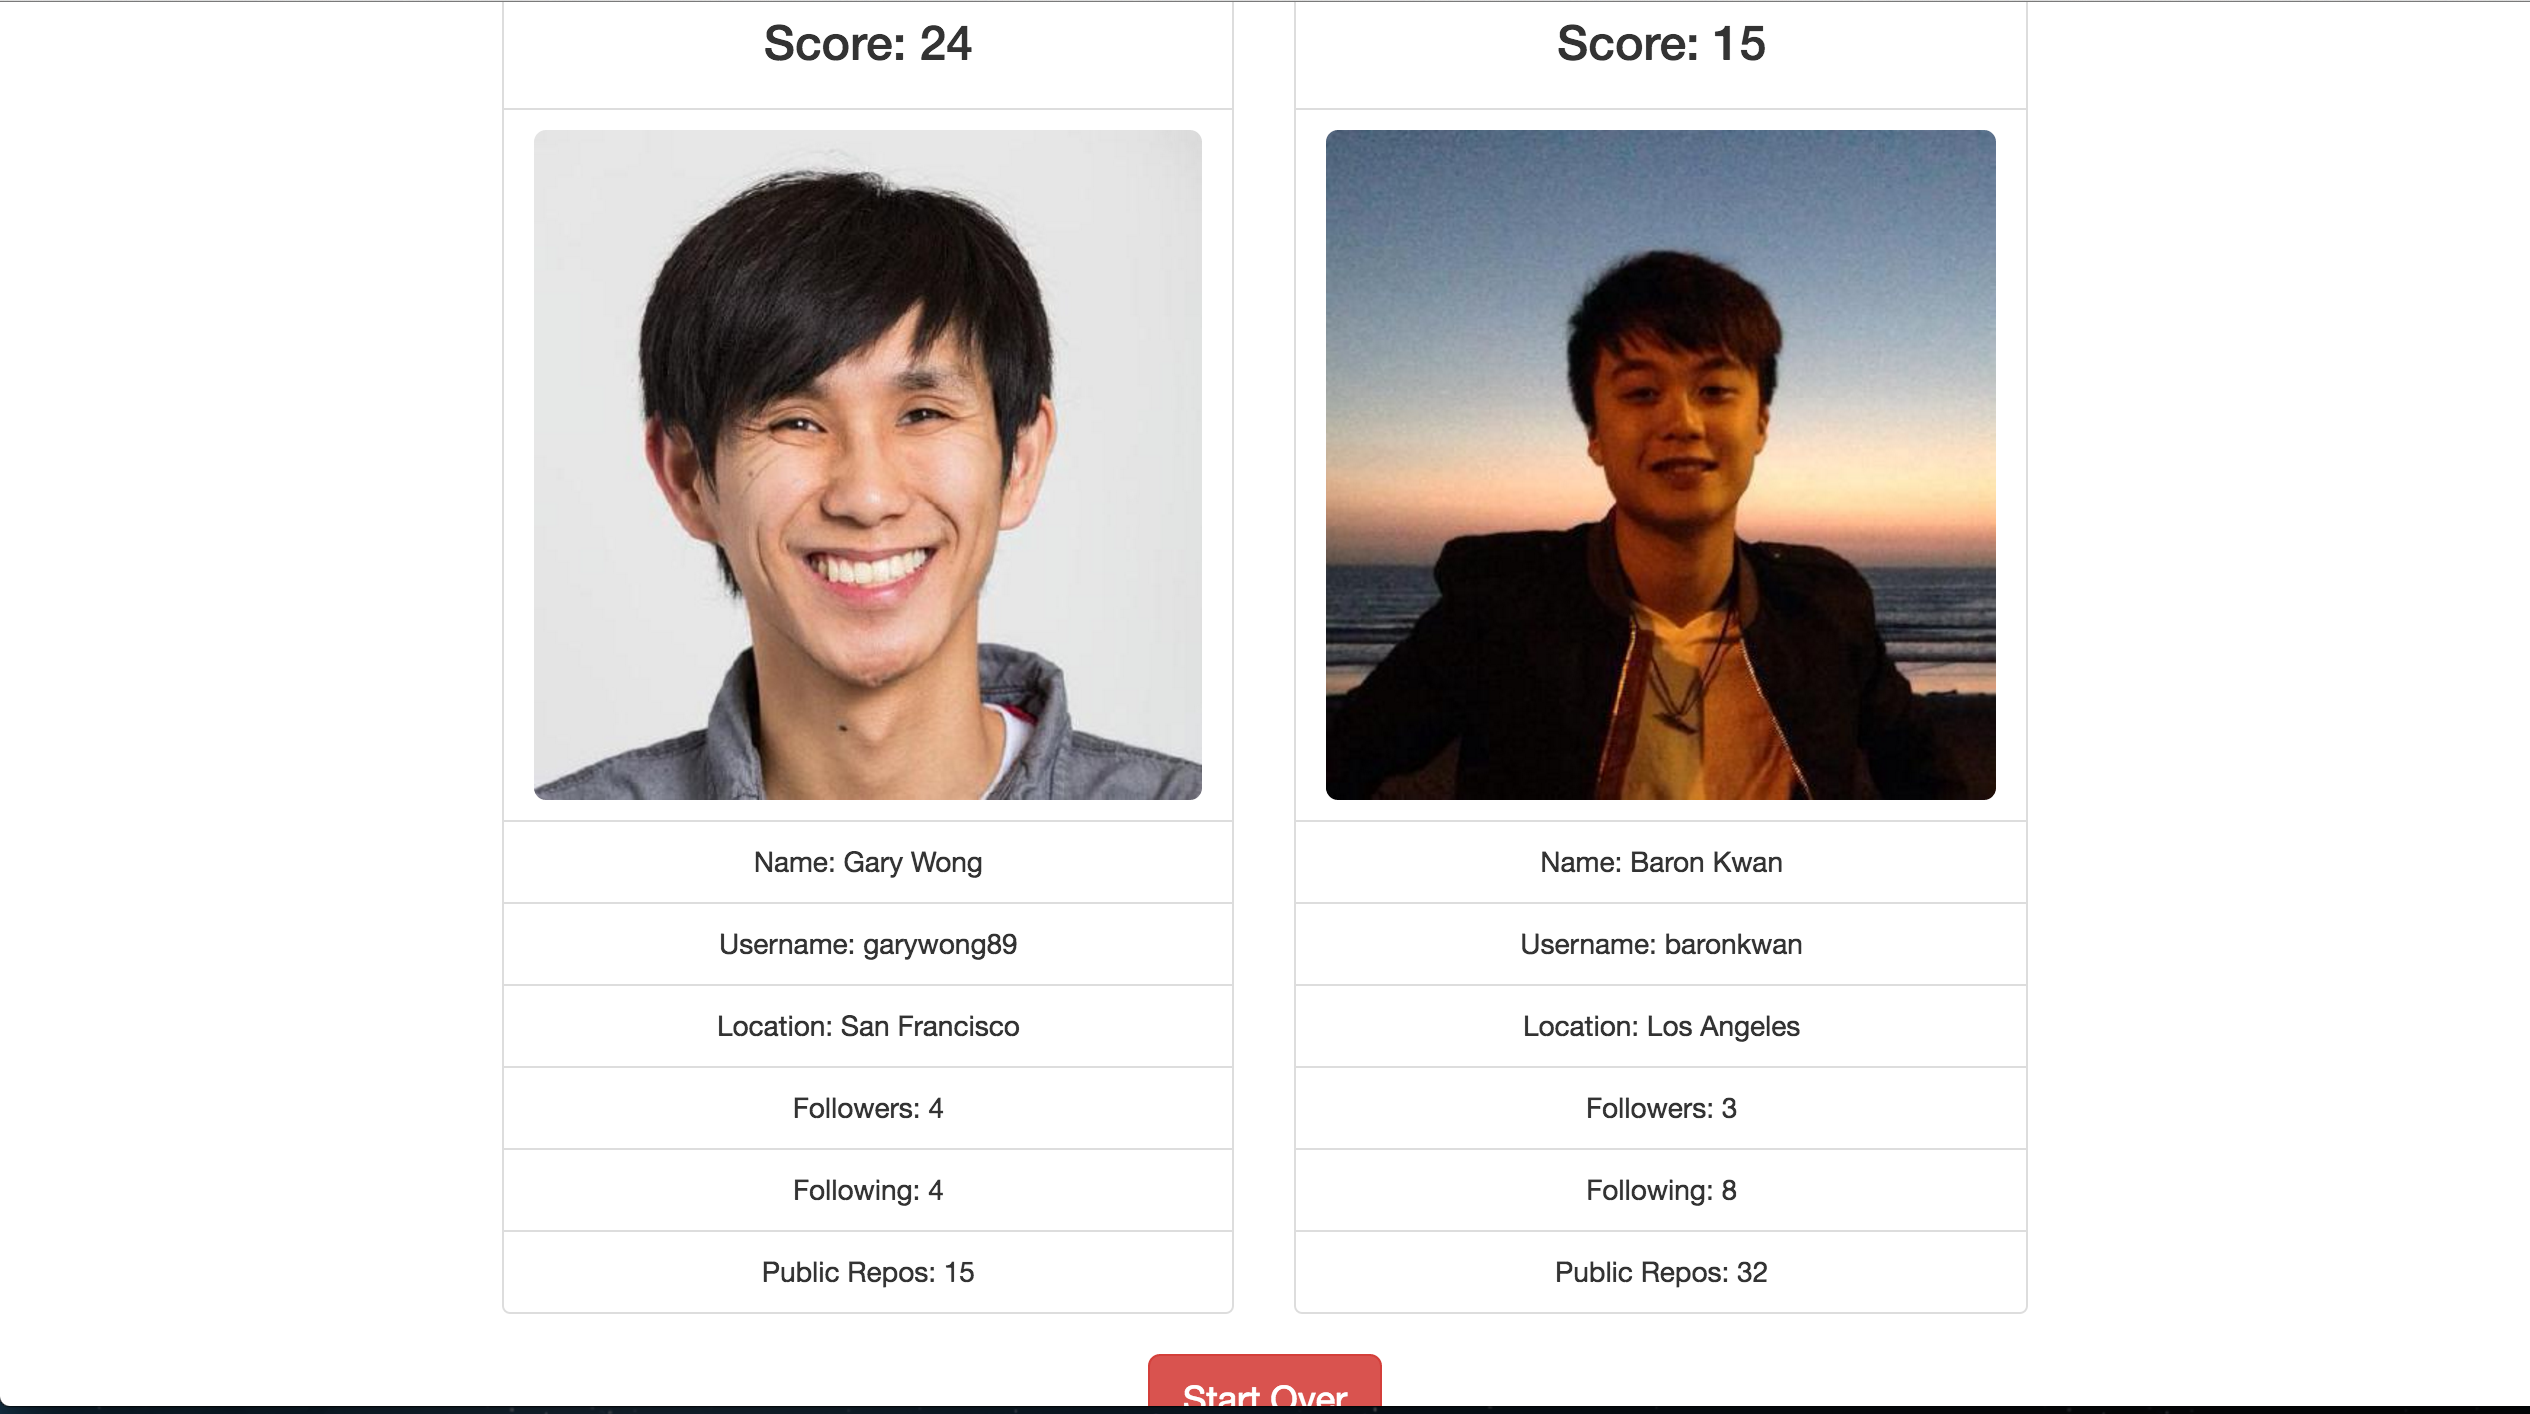 Score: 24
Name: Gary Wong
Username: garywong89
Location: San Francisco
Followers: 4
Following: 4
Public Repos: 15
Score: 15
Name: Baron Kwan
Username: baronkwan
Location: Los Angeles
Followers: 3
Following: 8
Public Repos: 32
Start Over